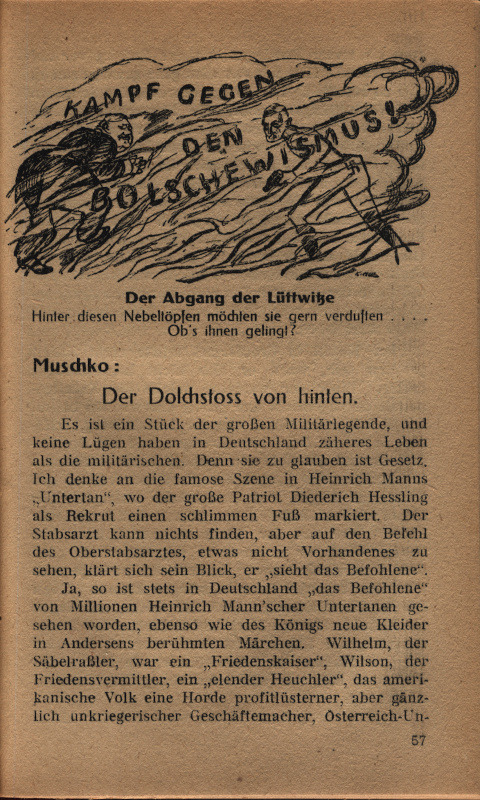 KAMPF GEGEN
DEN
BOLSCHEWISMUS!
Der Abgang der Lüttwitze
Hinter diesen Nebeltöpfen möchten sie gern verduften . . . .
Ob's ihnen gelingt?
Muschko:
Der Dolchstoss von hinten.
Es ist ein Stück der großen Militärlegende, und
keine Lügen haben in Deutschland zäheres Leben
als die militärischen. Denn sie zu glauben ist Gesetz.
Ich denke an die famose Szene in Heinrich Manns
„Untertan“, wo der große Patriot Diederich Hessling
als Rekrut einen schlimmen Fuß markiert. Der
Stabsarzt kann nichts finden, aber auf den Befehl
des Oberstabsarztes, etwas nicht Vorhandenes zu
sehen, klärt sich sein Blick, er „sieht das Befohlene“.
Ja, so ist stets in Deutschland „das Befohlene“
von Millionen Heinrich Mann'scher Untertanen ge-
sehen worden, ebenso wie des Königs neue Kleider
in Andersens berühmten Märchen. Wilhelm, der
Säbelraßler, war ein „Friedenskaiser“, Wilson, der
Friedensvermittler, ein „elender Heuchler“, das ameri-
kanische Volk eine Horde profitlüsterner, aber gänz-
lich unkriegerischer Geschäftemacher, Österreich-Un-
57